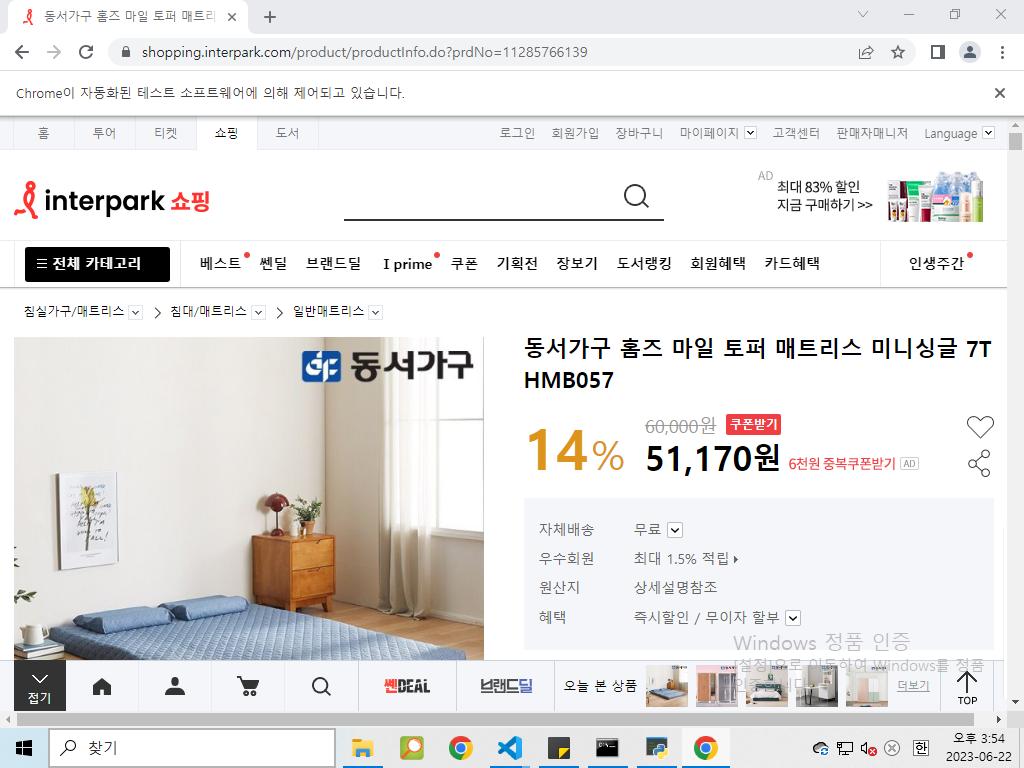 동서가구 홈즈 마일 토퍼 매트리
shopping.interpark.com/product/productInfo.do?prdNo=11285766139
Chrome이 자동화된 테스트 소프트웨어에 의해 제어되고 있습니다.
홈 투어 티켓 쇼핑 도서 로그인 회원가입 장바구니 마이페이지 고객센터 판매자매니저 Language
AD
최대 83% 할인
지금 구매하기 >>
interpark 쇼핑
전체 카테고리 베스트 쎈딜 브랜드딜 I prime 쿠폰 기획전 장보기 도서랭킹 회원혜택 카드혜택 인생주간
침실가구/매트리스 침대/매트리스 일반매트리스
동서가구
동서가구 홈즈 마일 토퍼 매트리스 미니싱글 7T
HMB057
60,000원 쿠폰받기
14% 51,170원 6천원 중복쿠폰받기 AD
자체배송 무료
우수회원 최대 1.5% 적립
원산지 상세설명참조
혜택 즉시할인 / 무이자 할부
Windows 정품 인증
[설정]으로 이동하여 Windows를 정품
접기 쎈DEAL 브랜드딜 오늘 본 상품 더보기 TOP
찾기
한
오후 3:54
2023-06-22